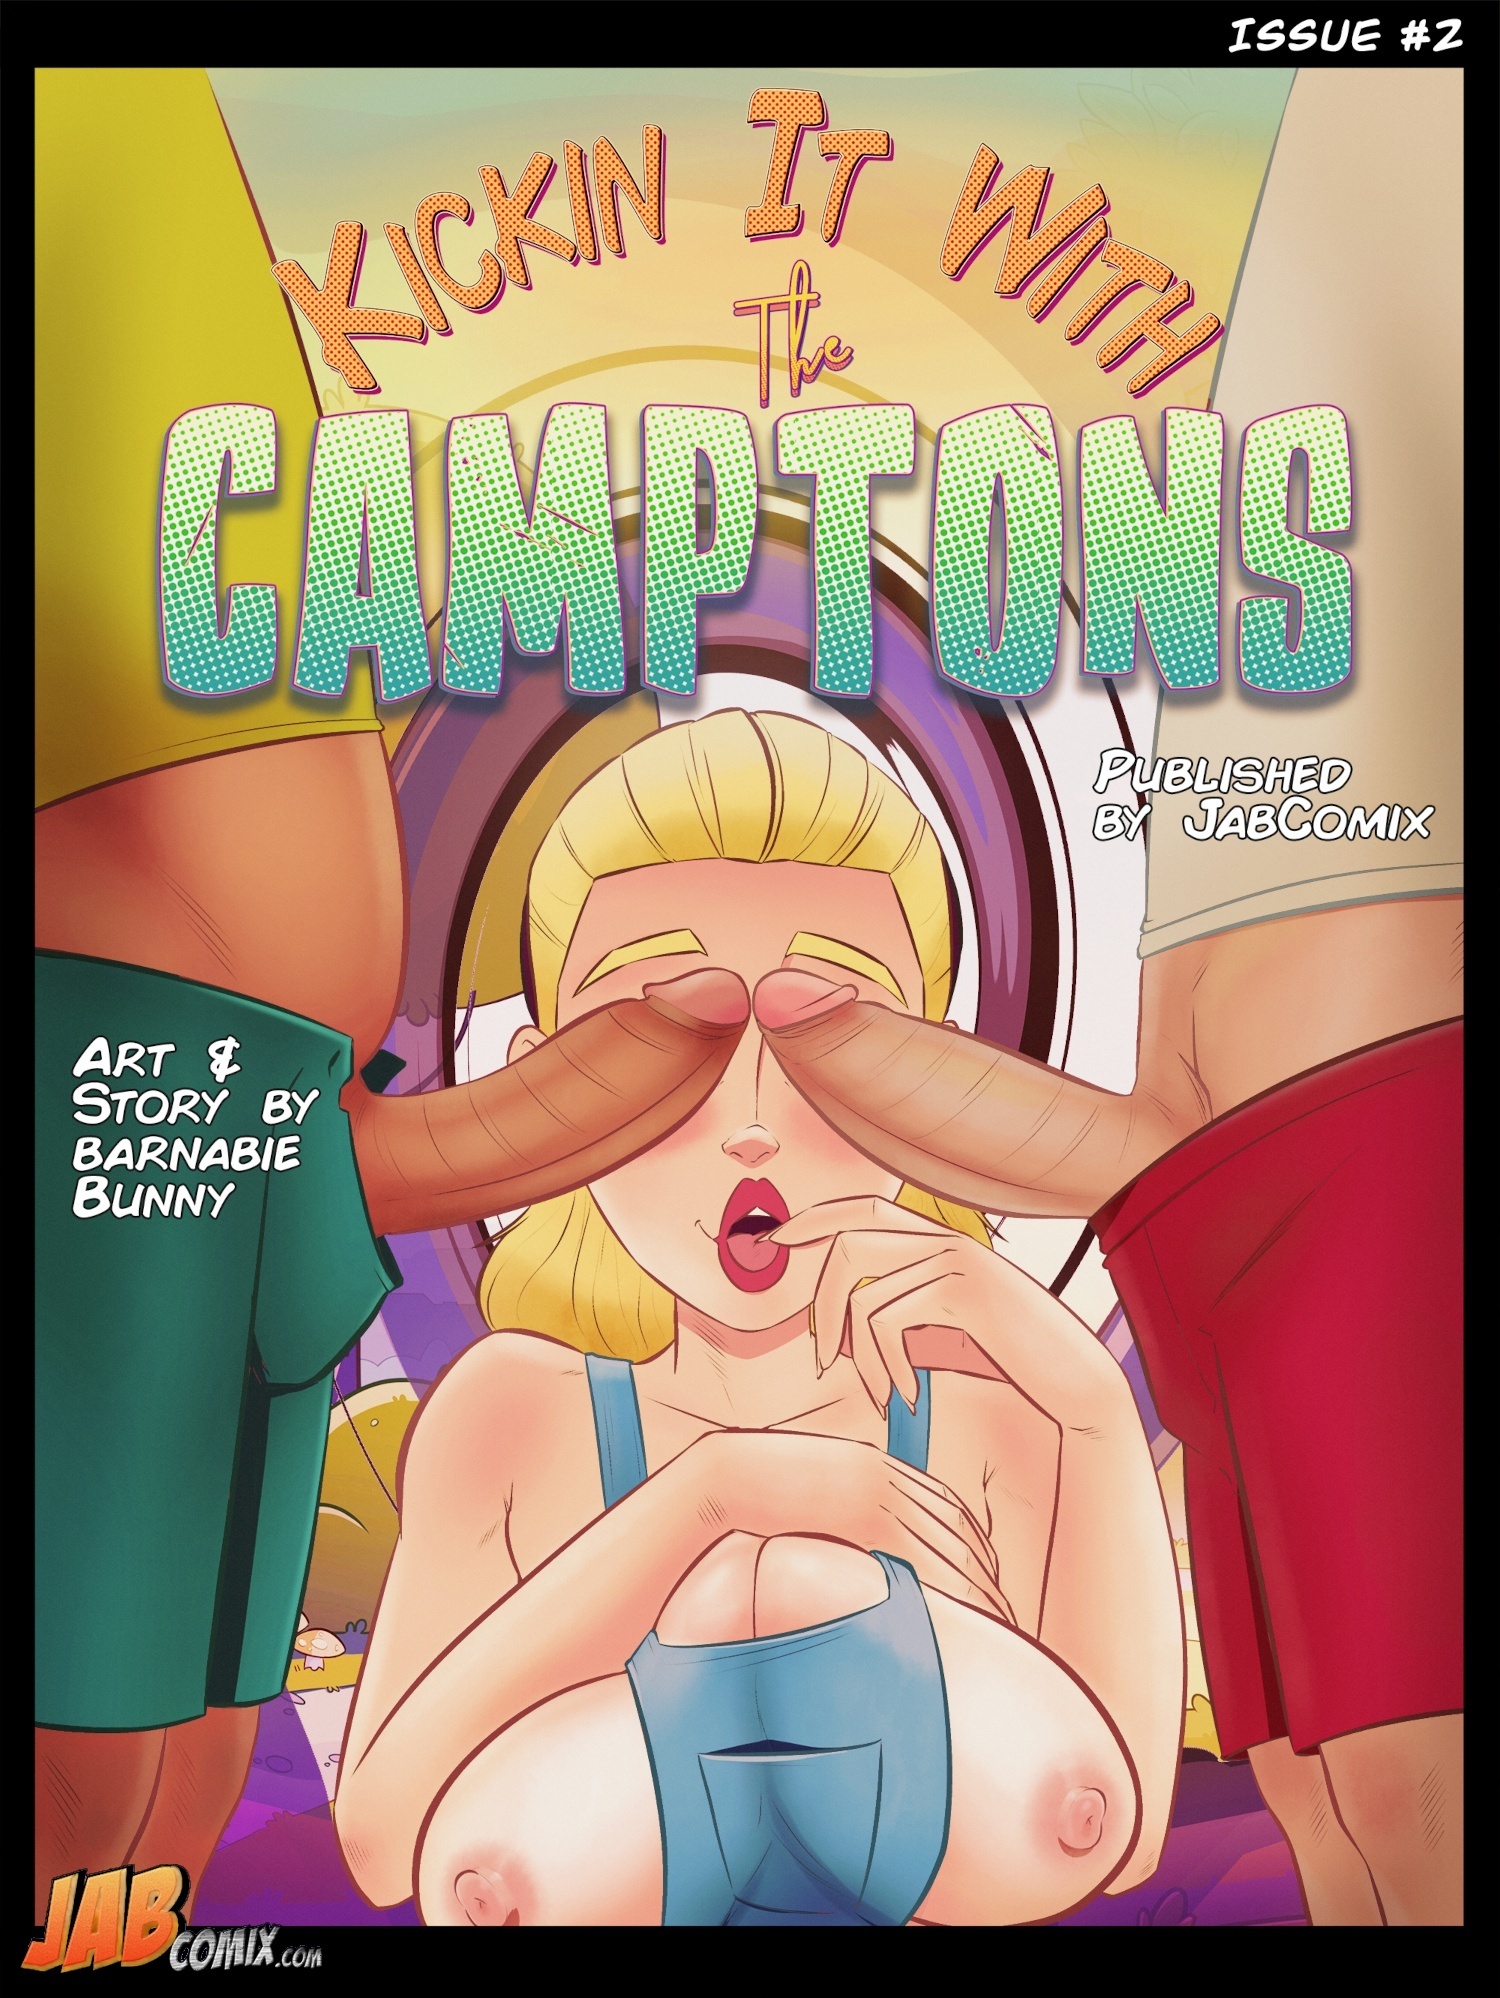 ISSUE #2
KICKIN IT WITH
The
CAMPTONS
PUBLISHED
BY JABCOMIX
ART &
STORY BY
BARNABIE
BUNNY
JAB
COMIX.COM